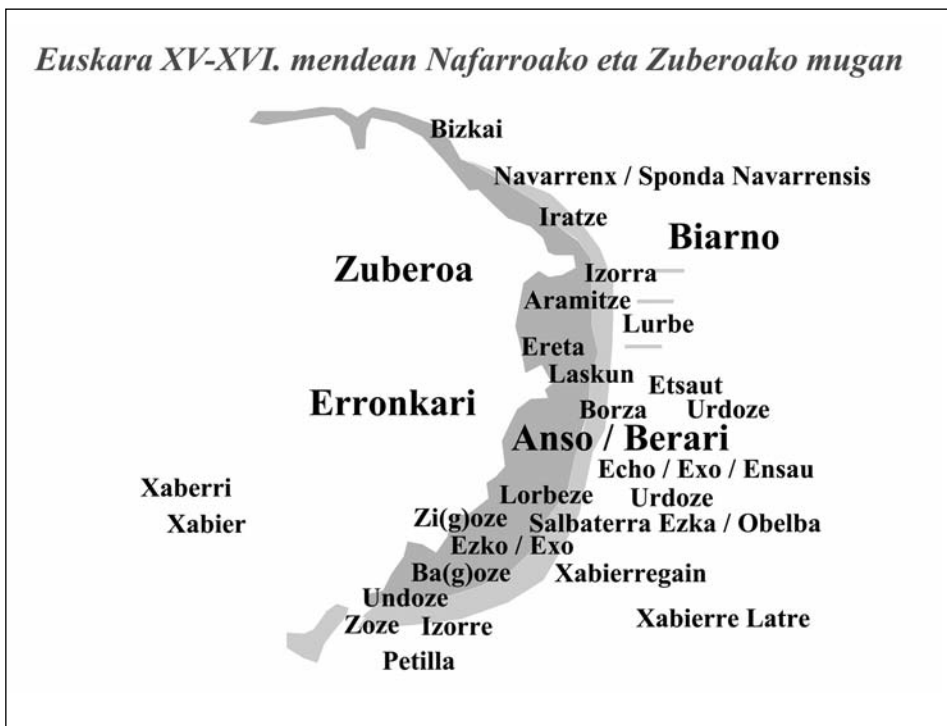 Euskara XV-XVI. mendean Nafarroako eta Zuberoako mugan
Bizkai
Navarrenx / Sponda Navarrensis
Iratze
Biarno
Zuberoa
Izorra
Aramitze
Lurbe
Ereta
Laskun
Etsaut
Erronkari
Borza
Urdoze
Anso / Berari
Echo / Exo / Ensau
Xaberri
Lorbeze
Urdoze
Xabier
Zi(g)oze
Salbaterra Ezka / Obelba
Ezko / Exo
Ba(g)oze
Xabierregain
Undoze
Zoze
Izorre
Xabierre Latre
Petilla